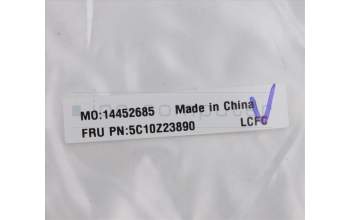 MO:14452685 Made in China
FRU PN:5C10Z23890 LCFC